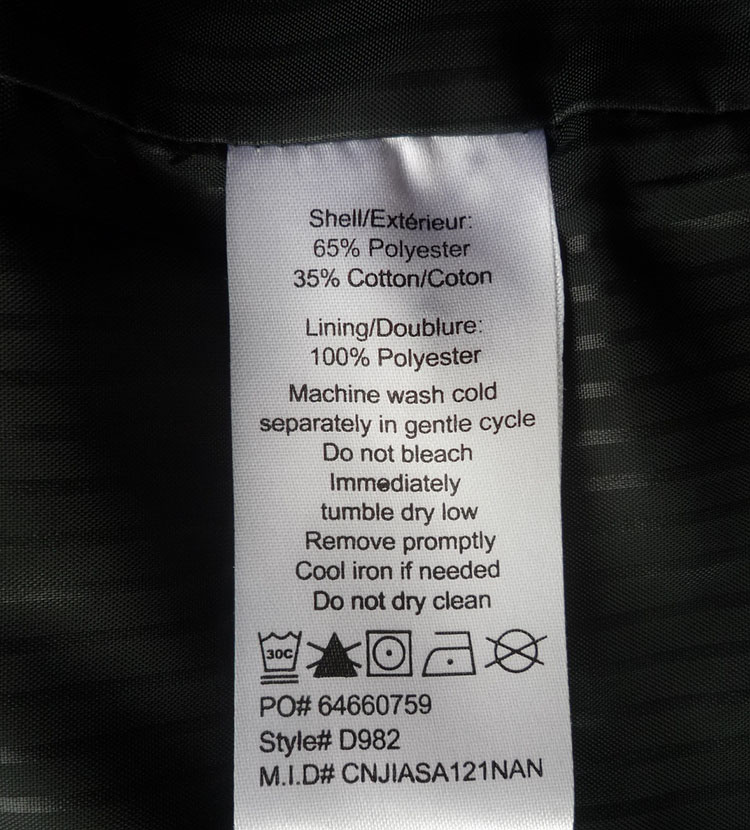 Shell/Extérieur:
65% Polyester
35% Cotton/Coton
Lining/Doublure:
100% Polyester
Machine wash cold
separately in gentle cycle
Do not bleach
Immediately
tumble dry low
Remove promptly
Cool iron if needed
Do not dry clean
30C
PO# 64660759
Style# D982
M.I.D# CNJIASA121NAN